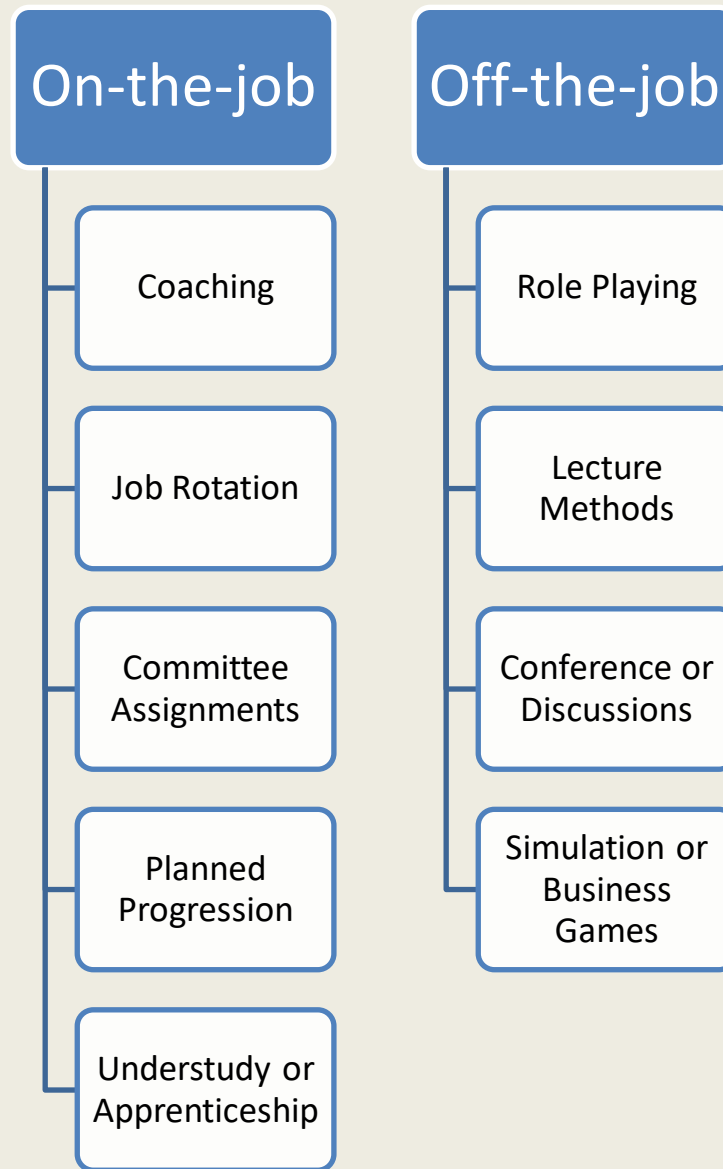 On-the-job
Coaching
Job Rotation
Committee
Assignments
Planned
Progression
Understudy or
Apprenticeship
Off-the-job
Role Playing
Lecture
Methods
Conference or
Discussions
Simulation or
Business
Games